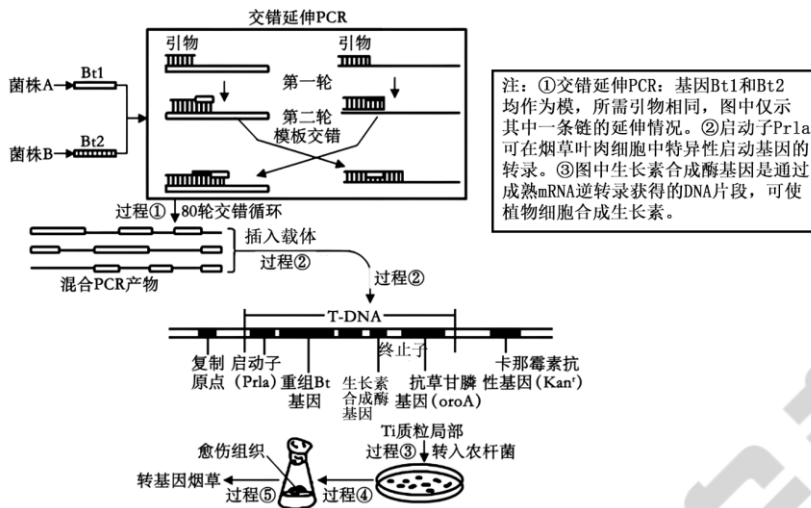 交错延伸PCR
引物
引物
菌株A
Bt1
第一轮
第二轮
模板交错
菌株B
Bt2
过程①
80轮交错循环
注：①交错延伸PCR：基因Bt1和Bt2
均作为模，所需引物相同，图中仅示
其中一条链的延伸情况。②启动子Prla
可在烟草叶肉细胞中特异性启动基因的
转录。③图中生长素合成酶基因是通过
成熟mRNA逆转录获得的DNA片段，可使
植物细胞合成生长素。
插入载体
过程②
过程②
混合PCR产物
T-DNA
终止子
复制
原点
启动子
(Prla)
重组Bt
基因
生长素
合成酶
基因
抗草甘膦
基因(oroA)
卡那霉素抗
性基因(Kanʳ)
Ti质粒局部
过程③
转入农杆菌
愈伤组织
转基因烟草
过程⑤
过程④